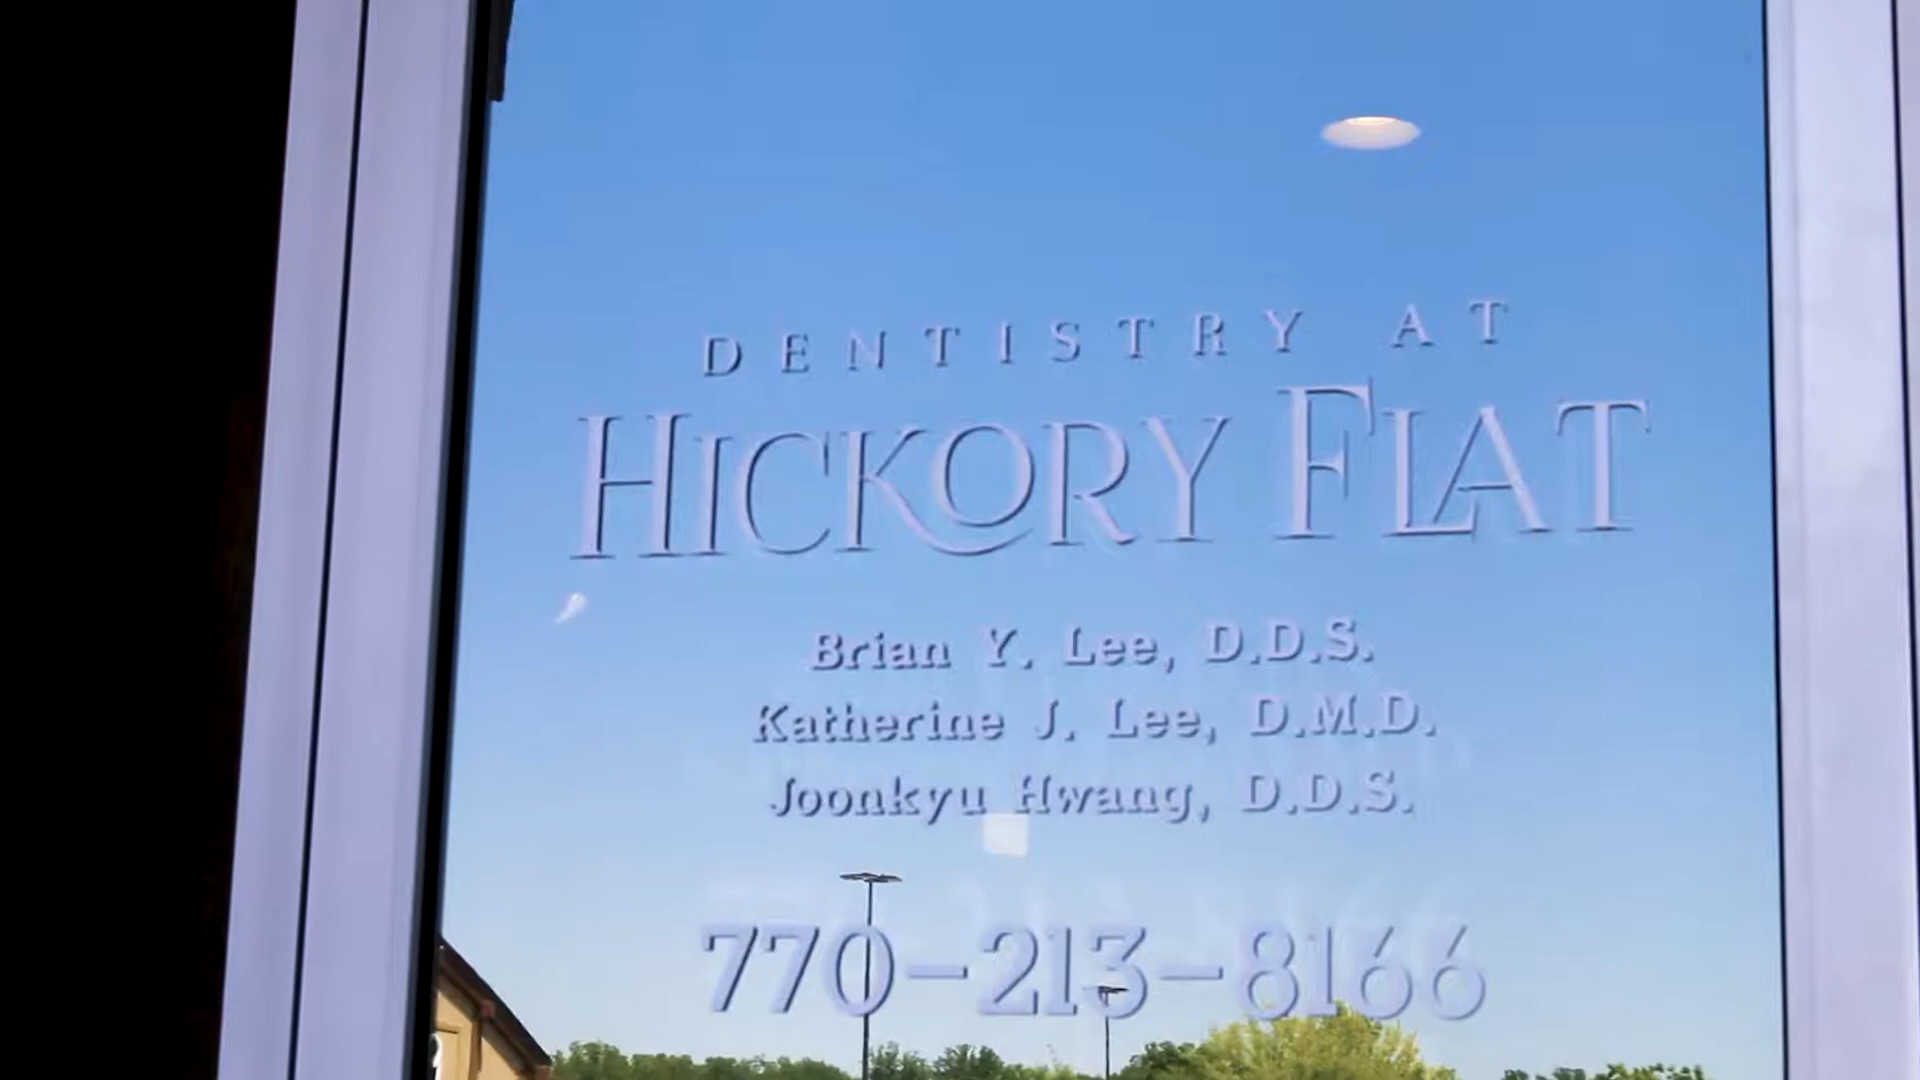 DENTISTRY AT
HICKORY FLAT
Brian Y. Lee, D.D.S.
Katherine J. Lee, D.M.D.
Joonkyu Hwang, D.D.S.
770-213-8166